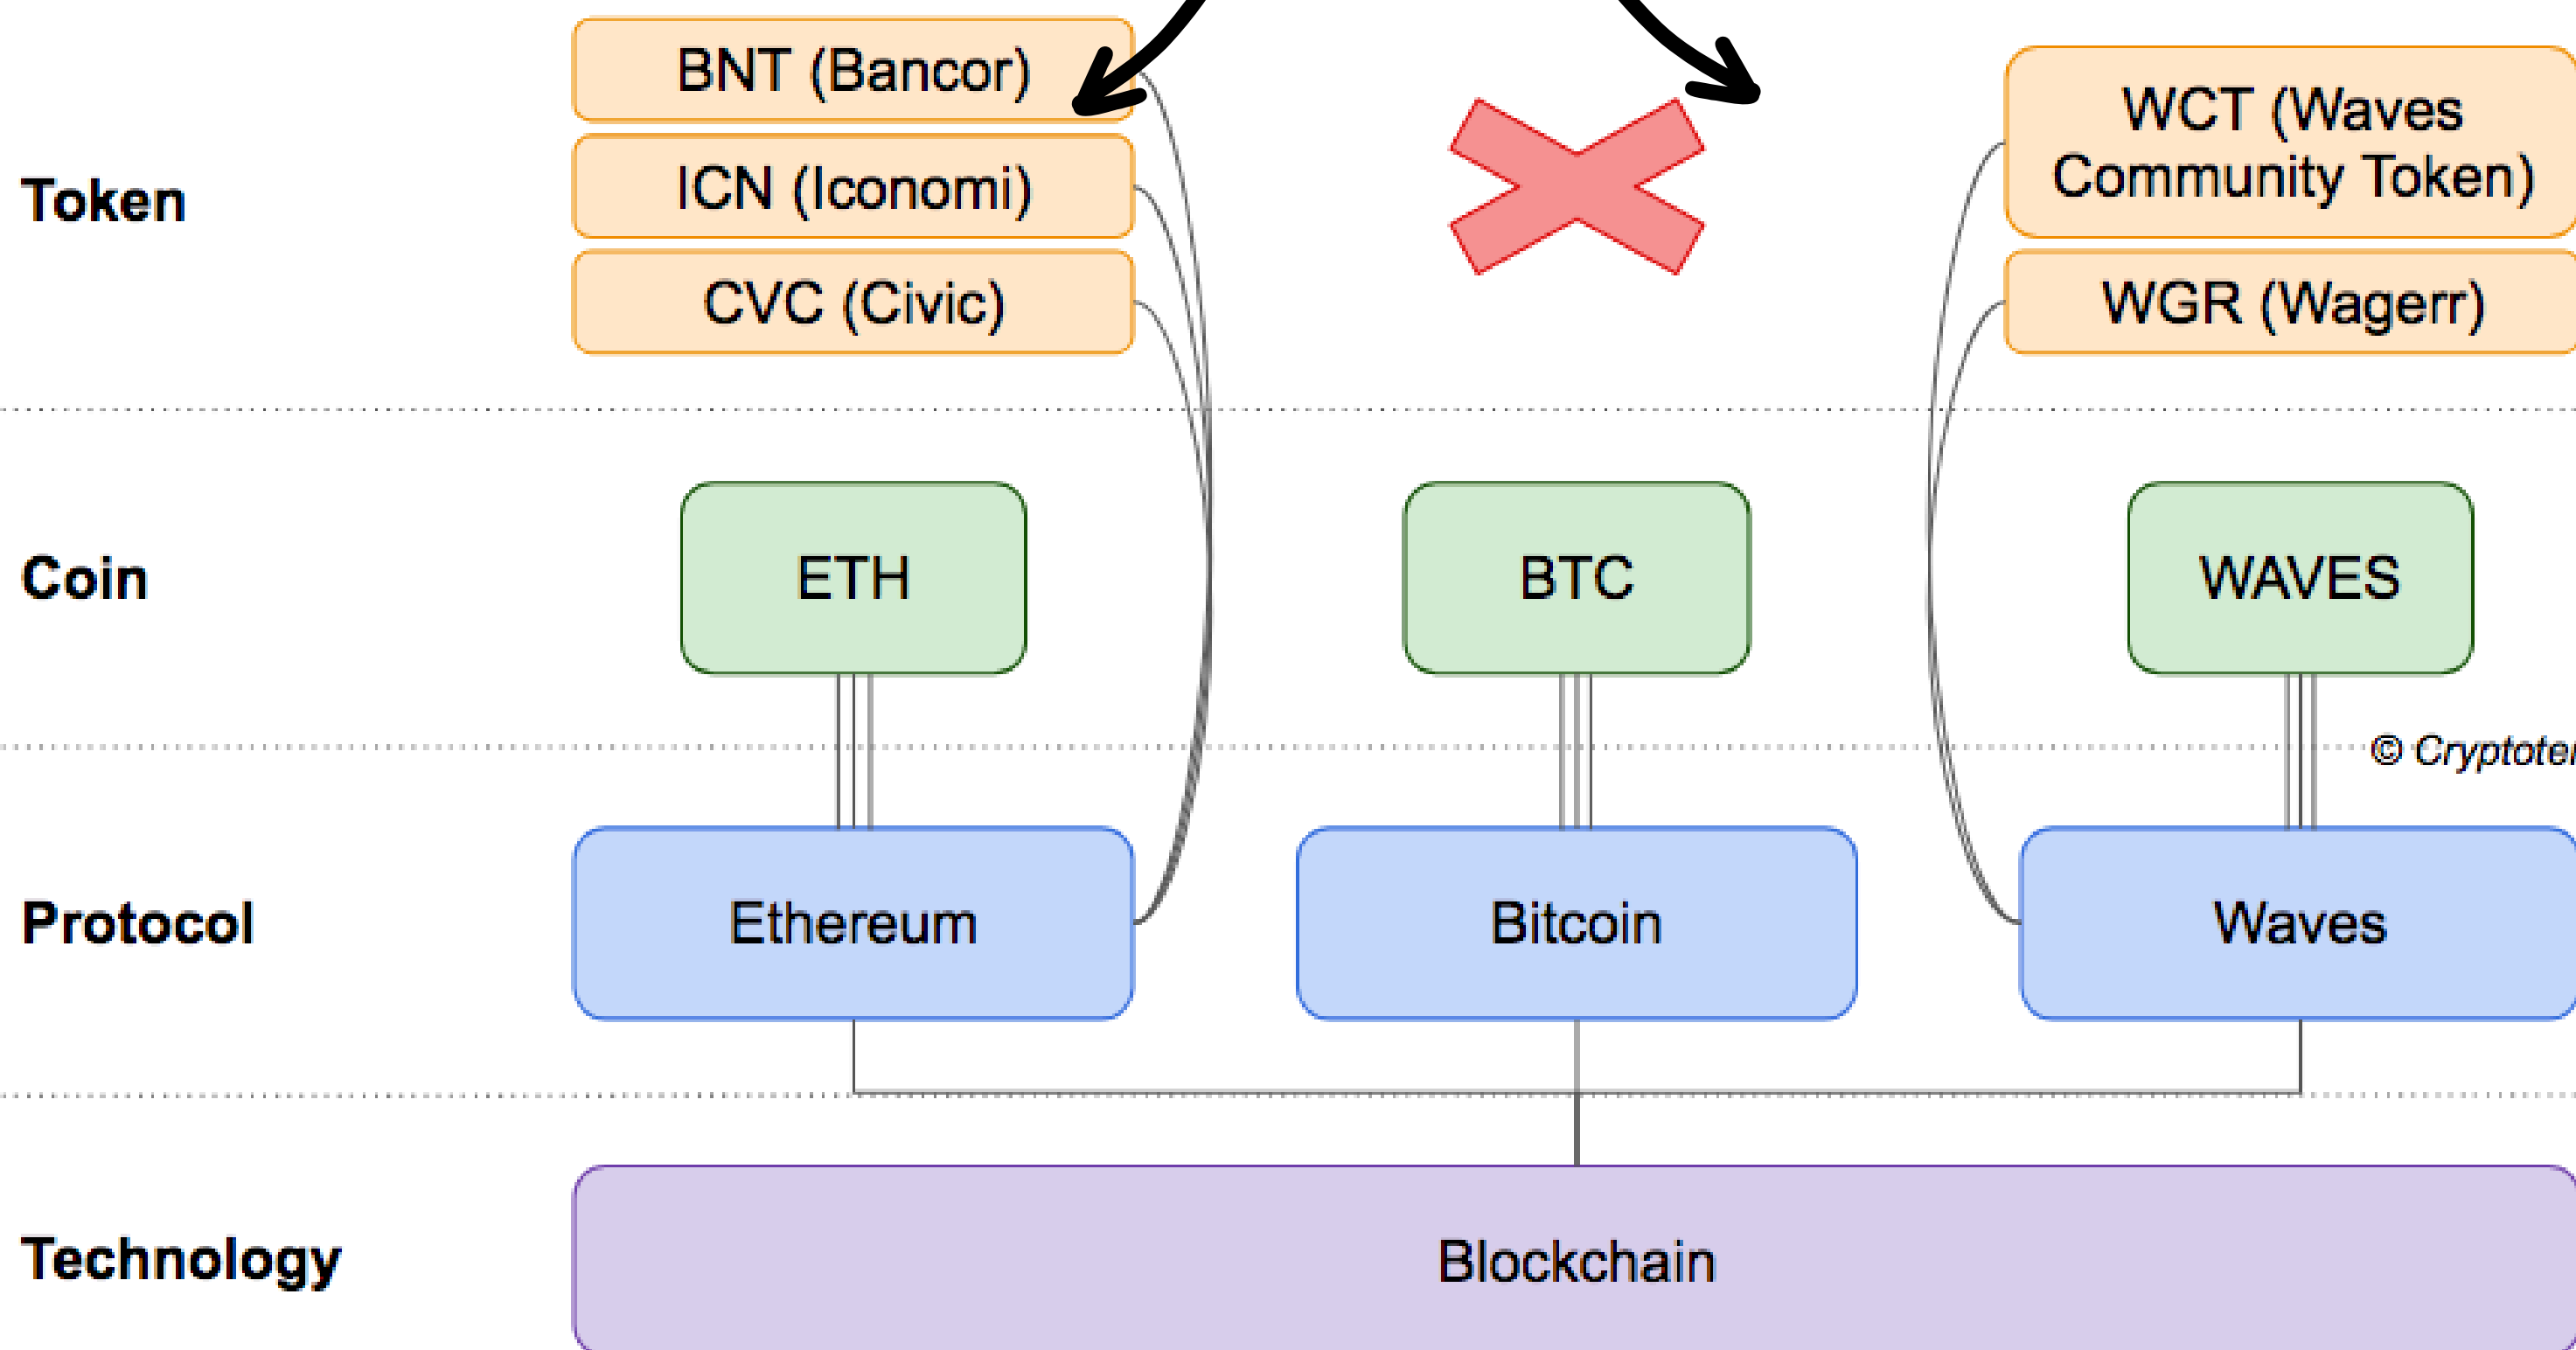 BNT (Bancor)
ICN (Iconomi)
CVC (Civic)
WCT (Waves
Community Token)
WGR (Wagerr)
Token
ETH
BTC
WAVES
Coin
©
Ethereum
Bitcoin
Waves
Protocol
Blockchain
Technology